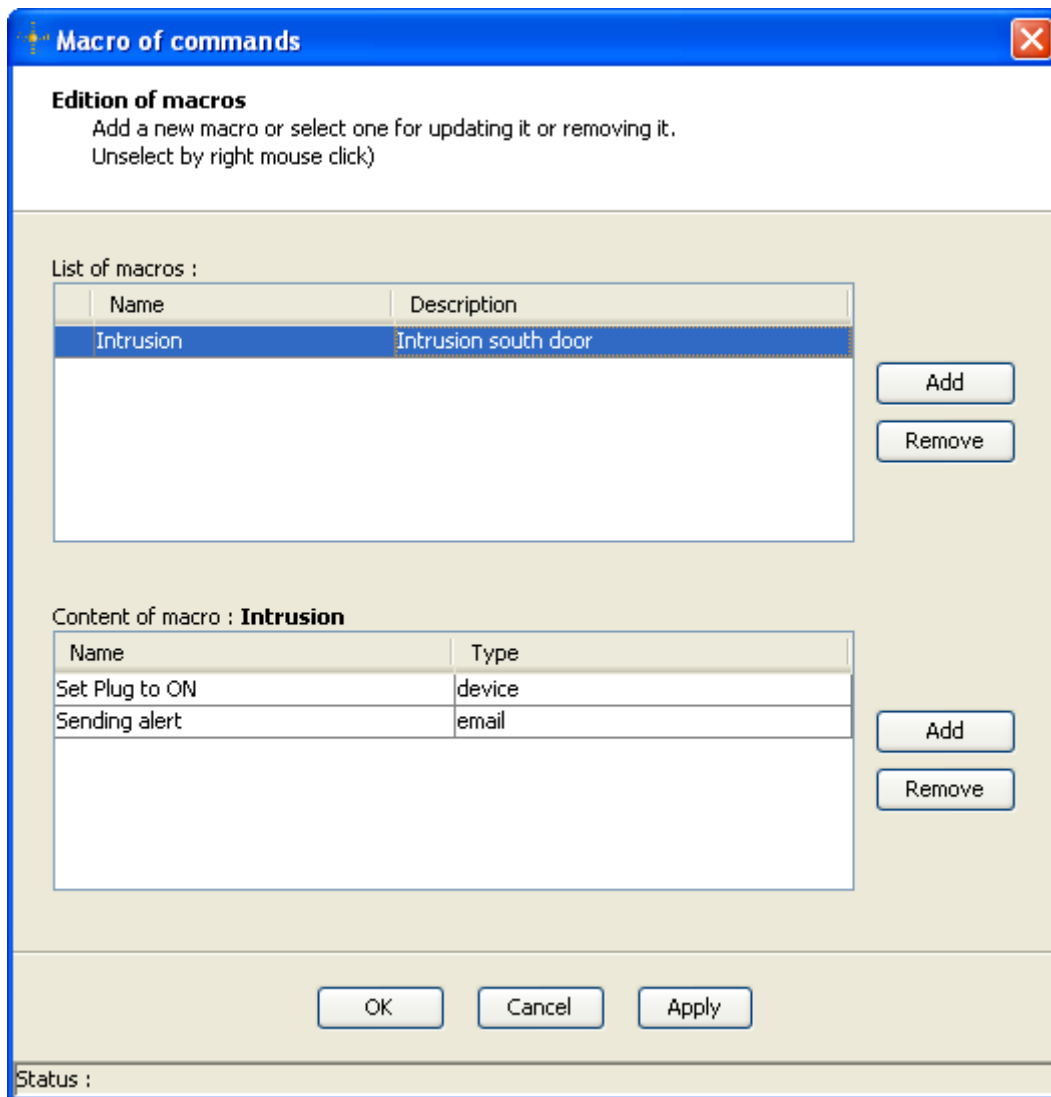 Macro of commands
Edition of macros
Add a new macro or select one for updating it or removing it.
Unselect by right mouse click)
List of macros :
Name Description
Intrusion Intrusion south door
Add
Remove
Content of macro : Intrusion
Name Type
Set Plug to ON device
Sending alert email
Add
Remove
OK Cancel Apply
Status :